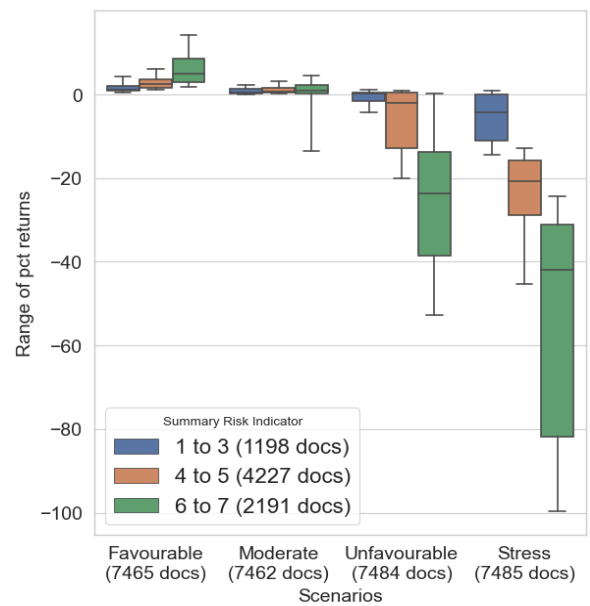 Range of pct returns
0
−20
−40
−60
−80
−100
Summary Risk Indicator
1 to 3 (1198 docs)
4 to 5 (4227 docs)
6 to 7 (2191 docs)
Favourable
(7465 docs)
Moderate
(7462 docs)
Unfavourable
(7484 docs)
Stress
(7485 docs)
Scenarios